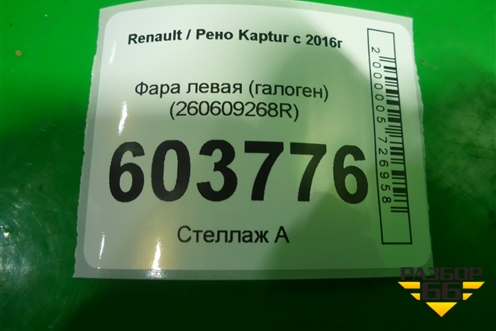 Renault / Рено Kaptur с 2016г
Фара левая (галоген)
(260609268R)
603776
Стеллаж А
2000005726958
РАЗБОР
66